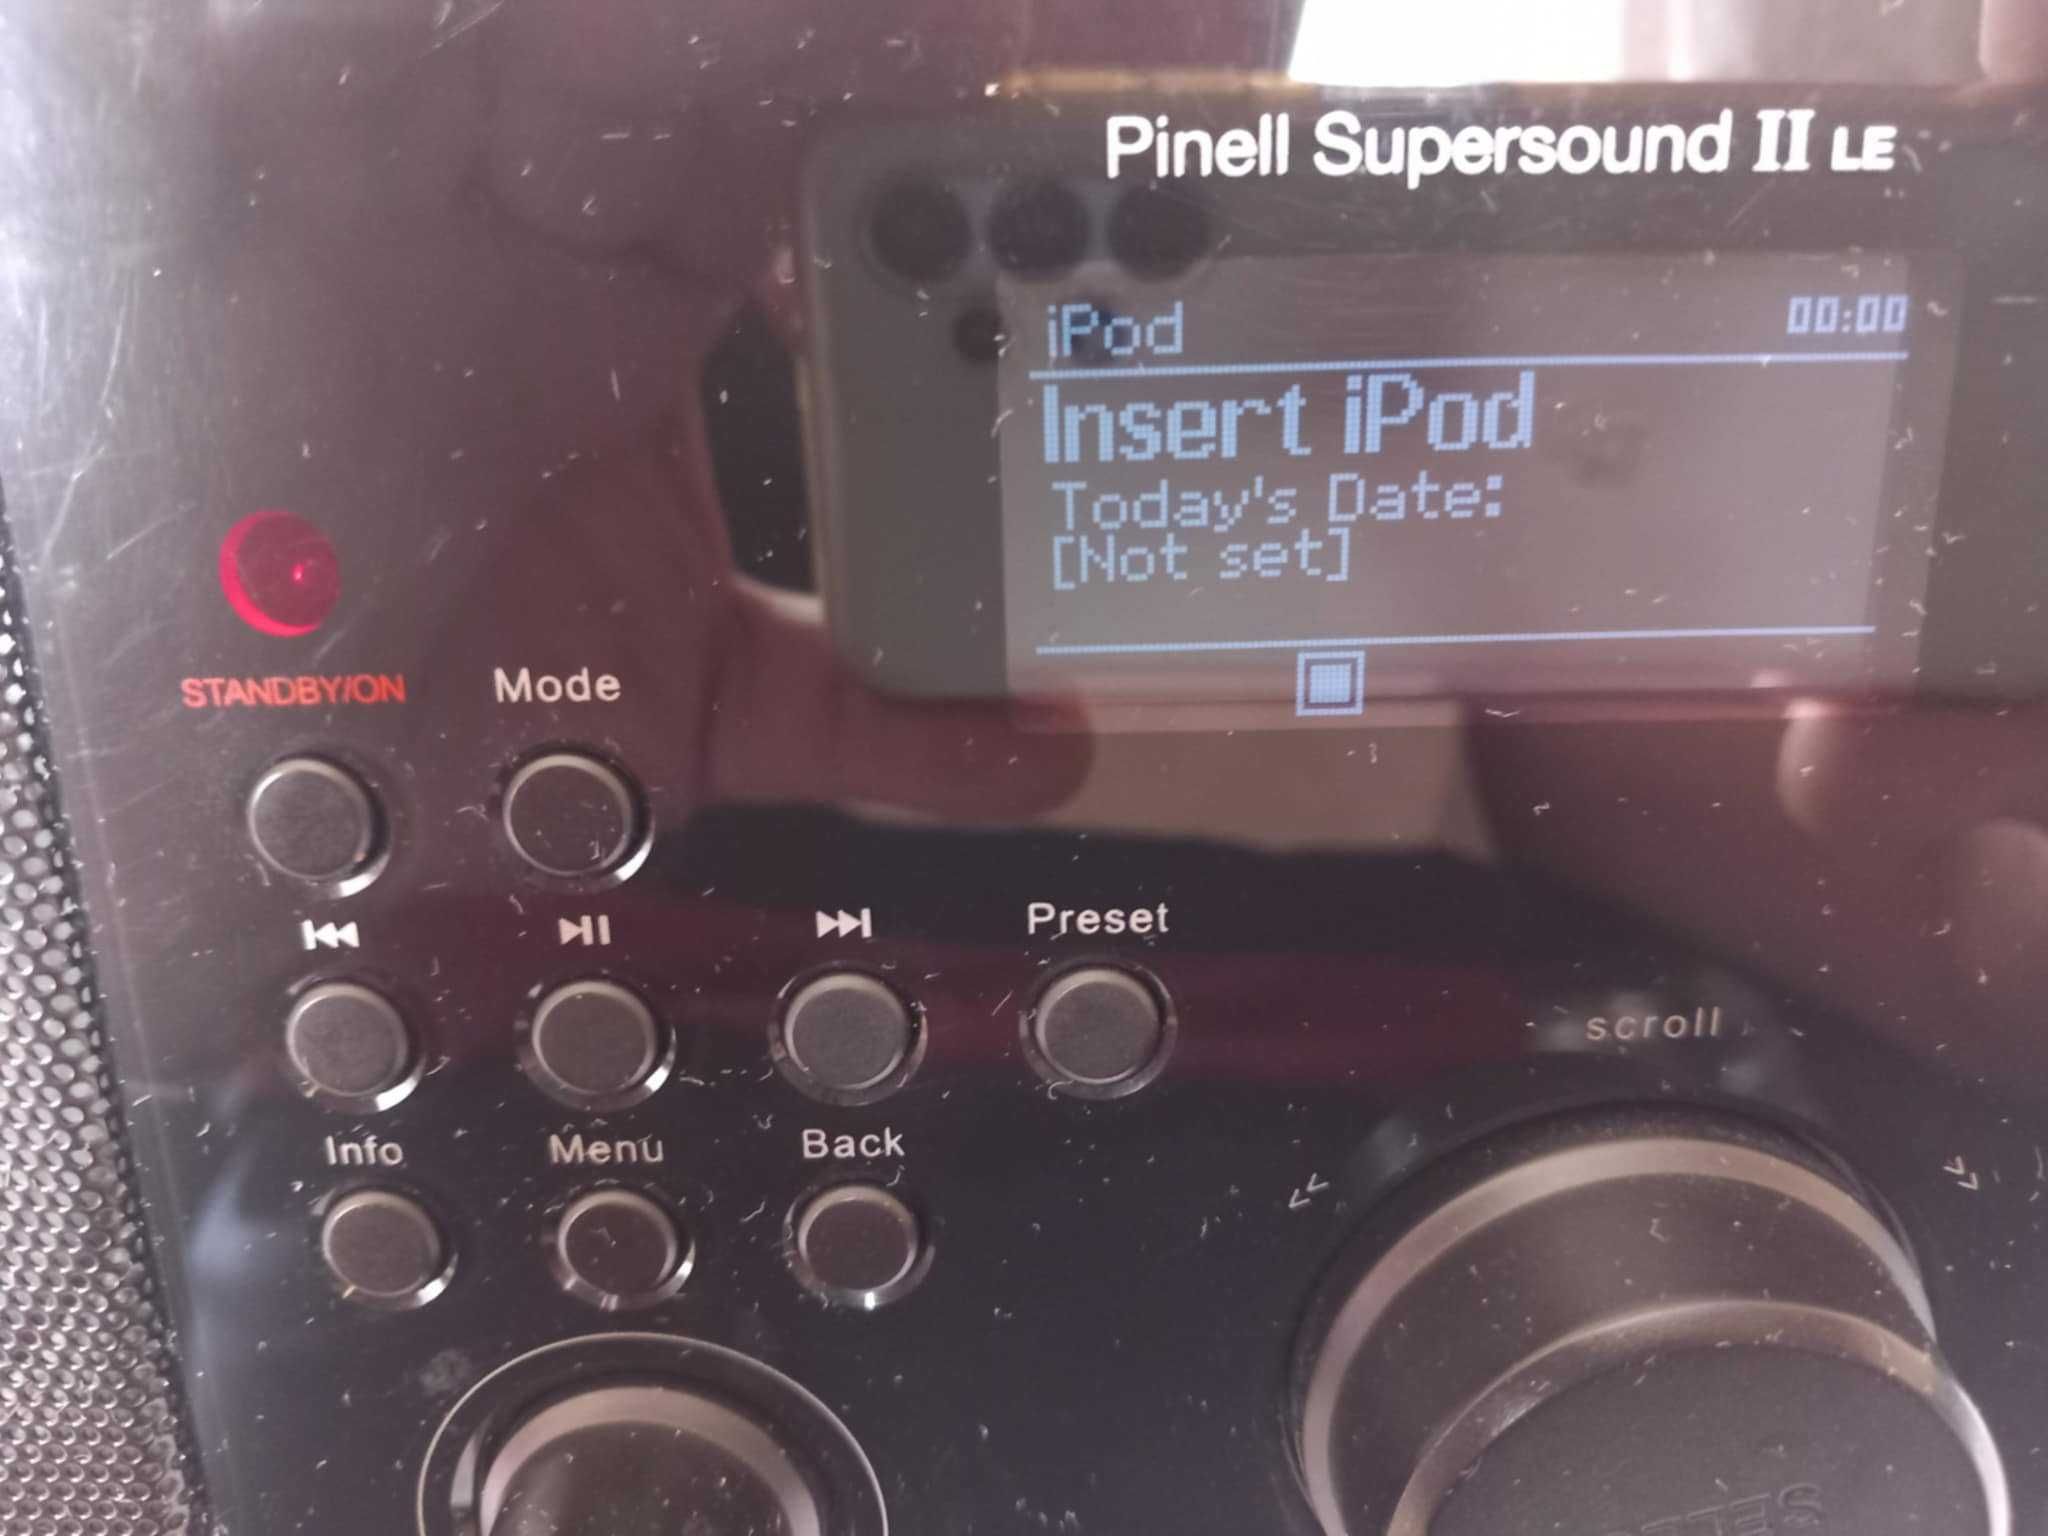 Pinell Supersound II LE
iPod 00:00
Insert iPod
Today's Date:
[Not set]
STANDBY/ON Mode
Preset
scroll
Info Menu Back